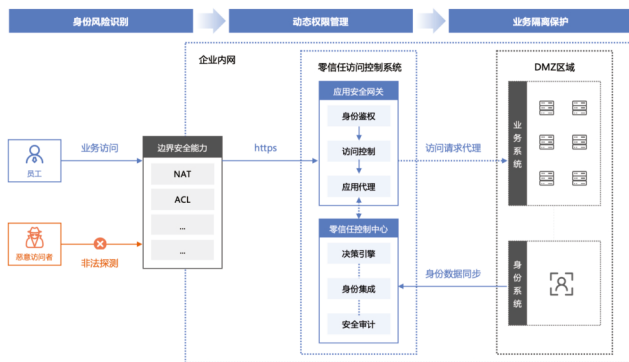 身份风险识别
动态权限管理
业务隔离保护
企业内网
零信任访问控制系统
DMZ区域
应用安全网关
身份鉴权
访问控制
应用代理
业务系统
员工
业务访问
边界安全能力
https
访问请求代理
NAT
ACL
...
...
恶意访问者
非法探测
零信任控制中心
决策引擎
身份集成
安全审计
身份数据同步
身份系统